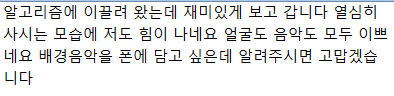 알고리즘에 이끌려 왔는데 재미있게 보고 갑니다 열심히
사시는 모습에 저도 힘이 나네요 얼굴도 음악도 모두 이쁘
네요 배경음악을 폰에 담고 싶은데 알려주시면 고맙겠습
니다